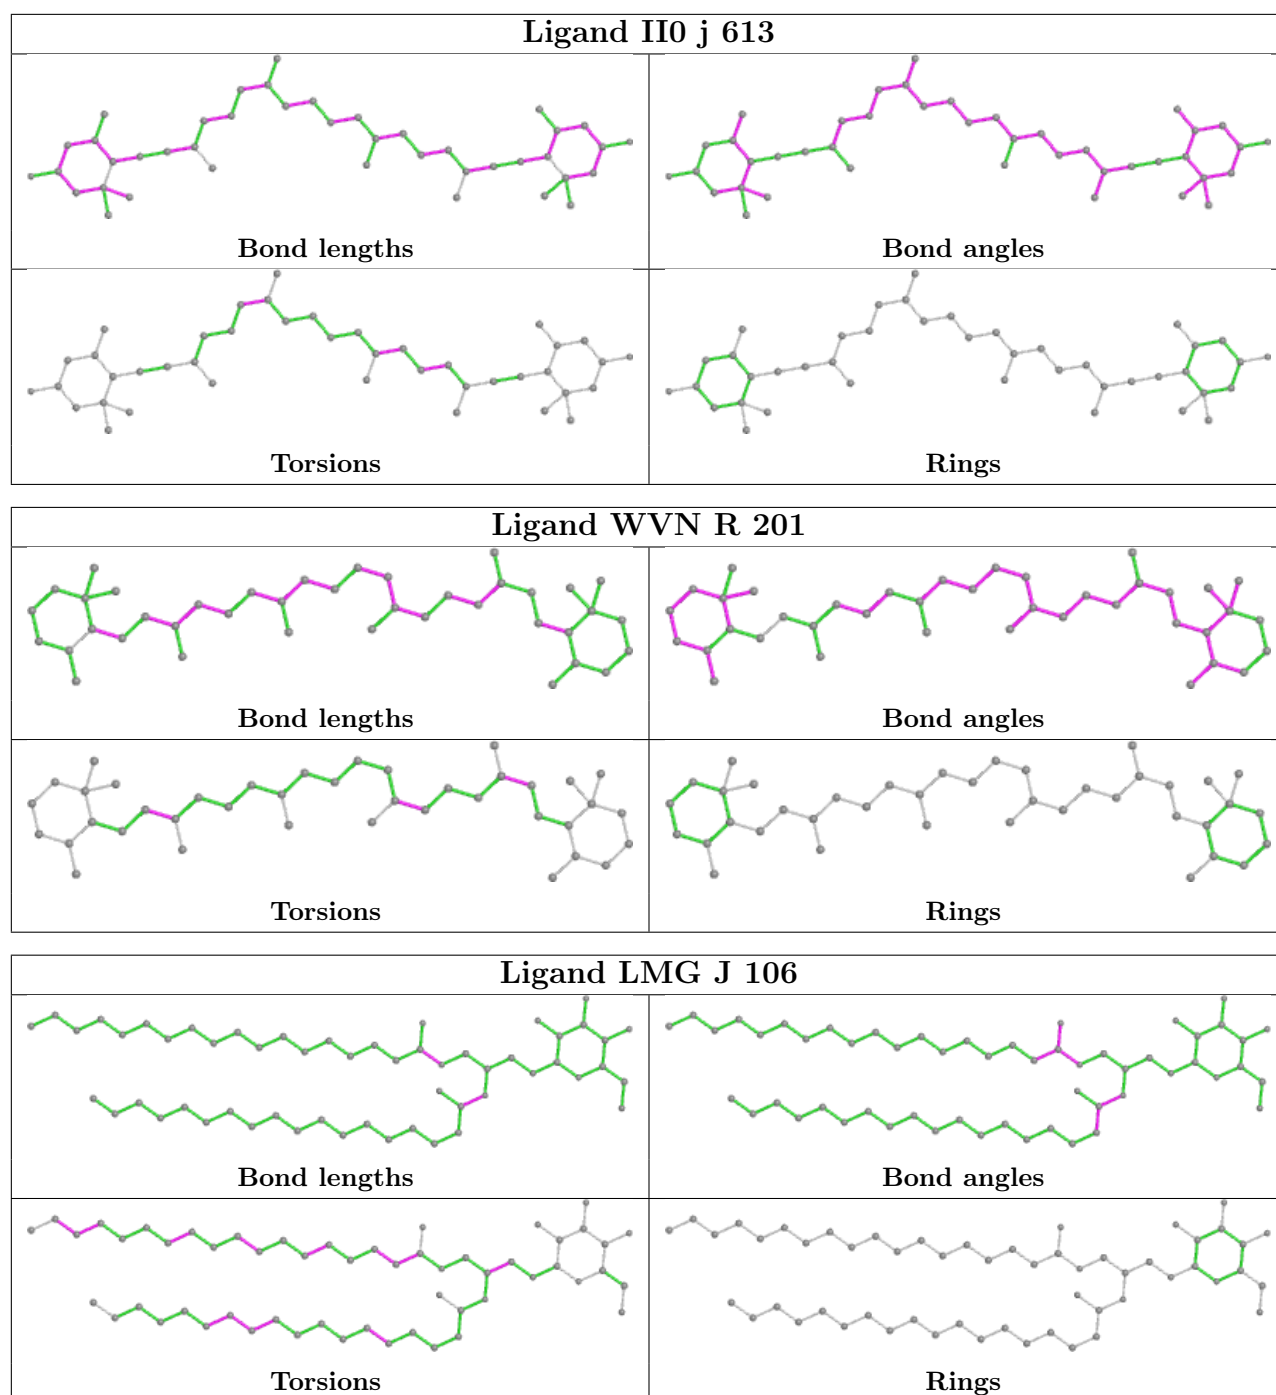 Ligand II0 j 613
Bond lengths
Bond angles
Torsions
Rings
Ligand WVN R 201
Bond lengths
Bond angles
Torsions
Rings
Ligand LMG J 106
Bond lengths
Bond angles
Torsions
Rings